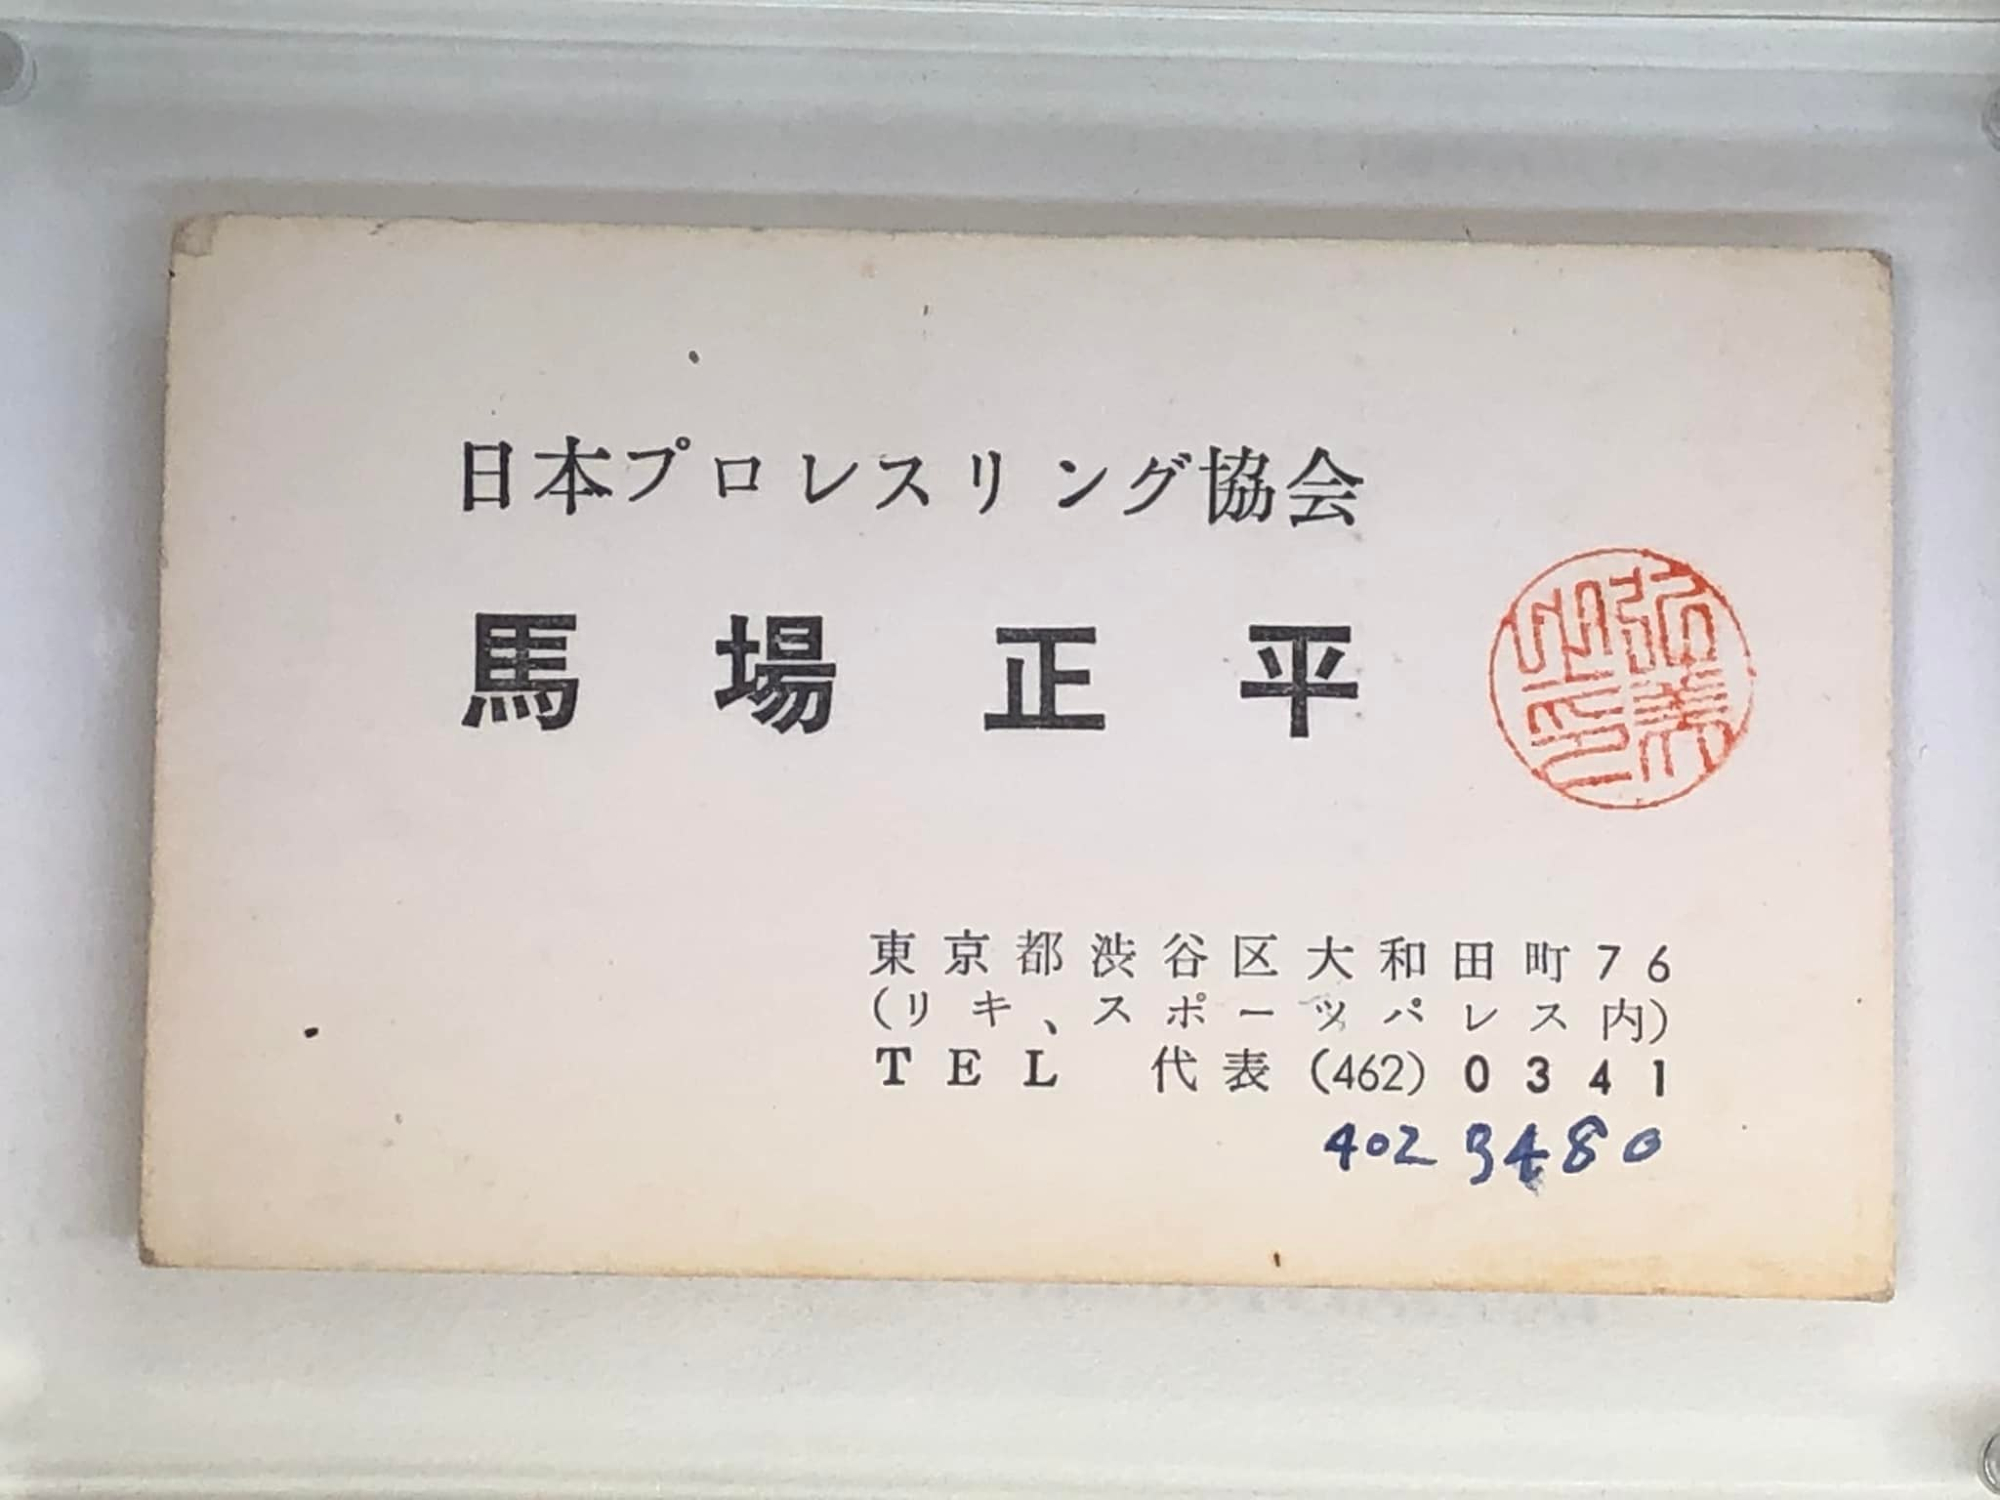 日本プロレスリング協会
馬場正平
東京都渋谷区大和田町76
(リキ、スポーツパレス内)
TEL 代表(462)0341
402 3480